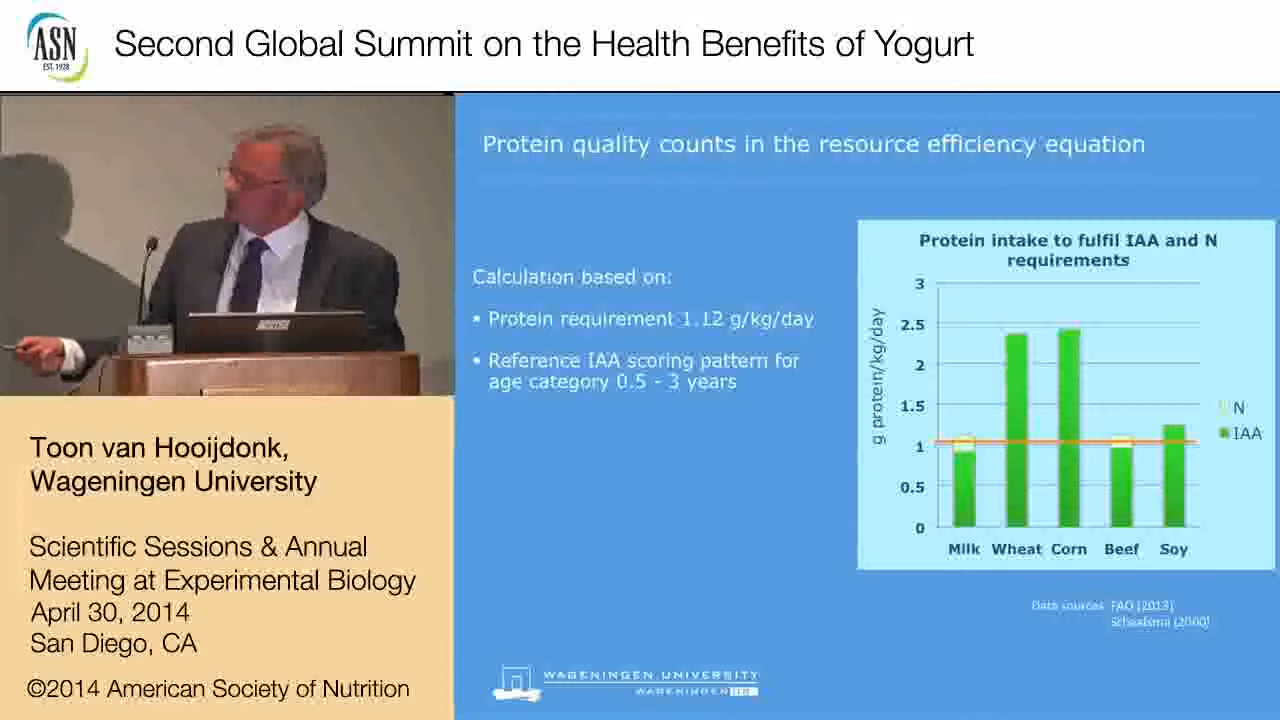 ASN
EST. 1928
Second Global Summit on the Health Benefits of Yogurt
Toon van Hooijdonk,
Wageningen University
Scientific Sessions & Annual
Meeting at Experimental Biology
April 30, 2014
San Diego, CA
©2014 American Society of Nutrition
Protein quality counts in the resource efficiency equation
Calculation based on:
▪ Protein requirement 1.12 g/kg/day
▪ Reference IAA scoring pattern for
age category 0.5 - 3 years
Protein intake to fulfil IAA and N
requirements
g protein/kg/day
3
2.5
2
1.5
1
0.5
0
Milk Wheat Corn Beef Soy
N
IAA
Data sources FAO (2013)
(2000)
WAGENINGEN UNIVERSITY
WAGENINGEN UR